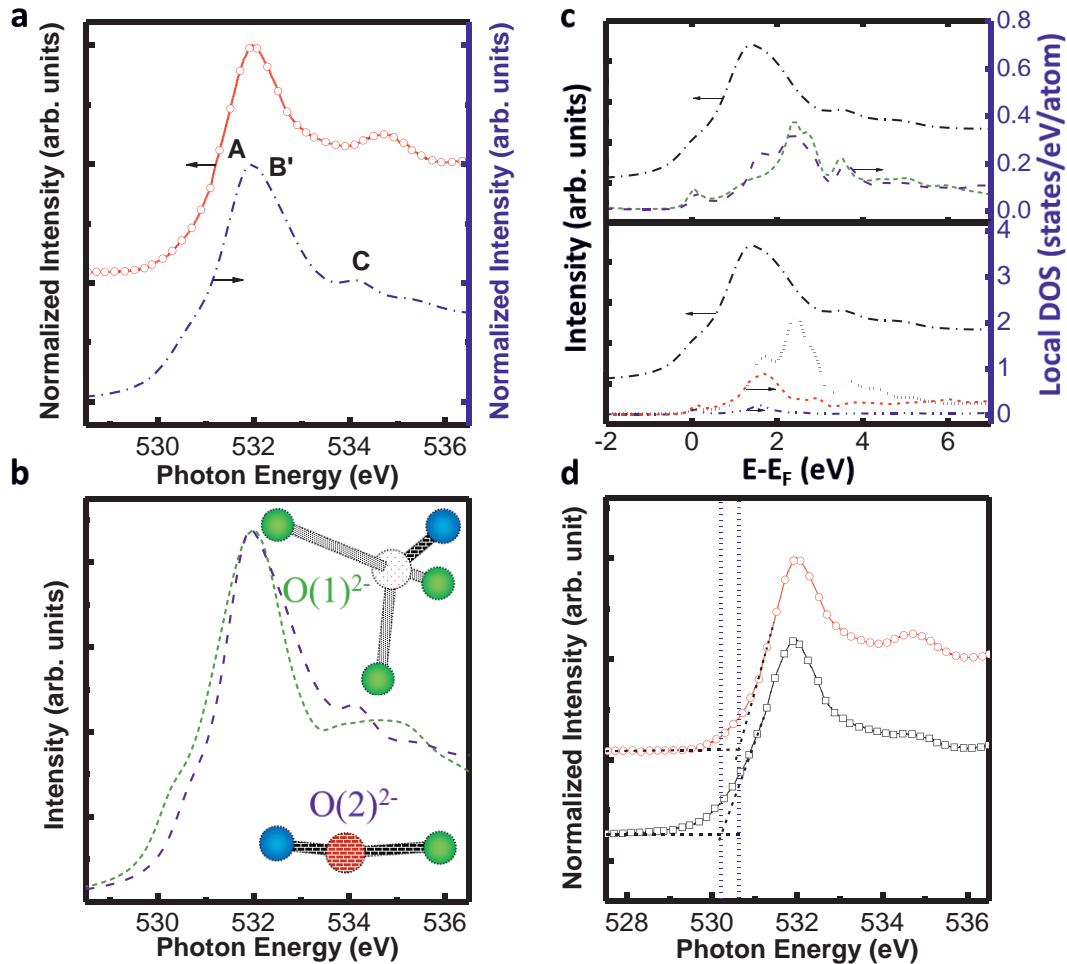 a
Normalized Intensity (arb. units)
A
B'
C
530
532
534
536
Photon Energy (eV)
Normalized Intensity (arb. units)
c
Intensity (arb. units)
0.8
0.6
0.4
0.2
0.0
4
3
2
1
0
Local DOS (states/eV/atom)
-2
0
2
4
6
E-EF (eV)
b
Intensity (arb. units)
O(1)2-
O(2)2-
530
532
534
536
Photon Energy (eV)
d
Normalized Intensity (arb. unit)
528
530
532
534
536
Photon Energy (eV)